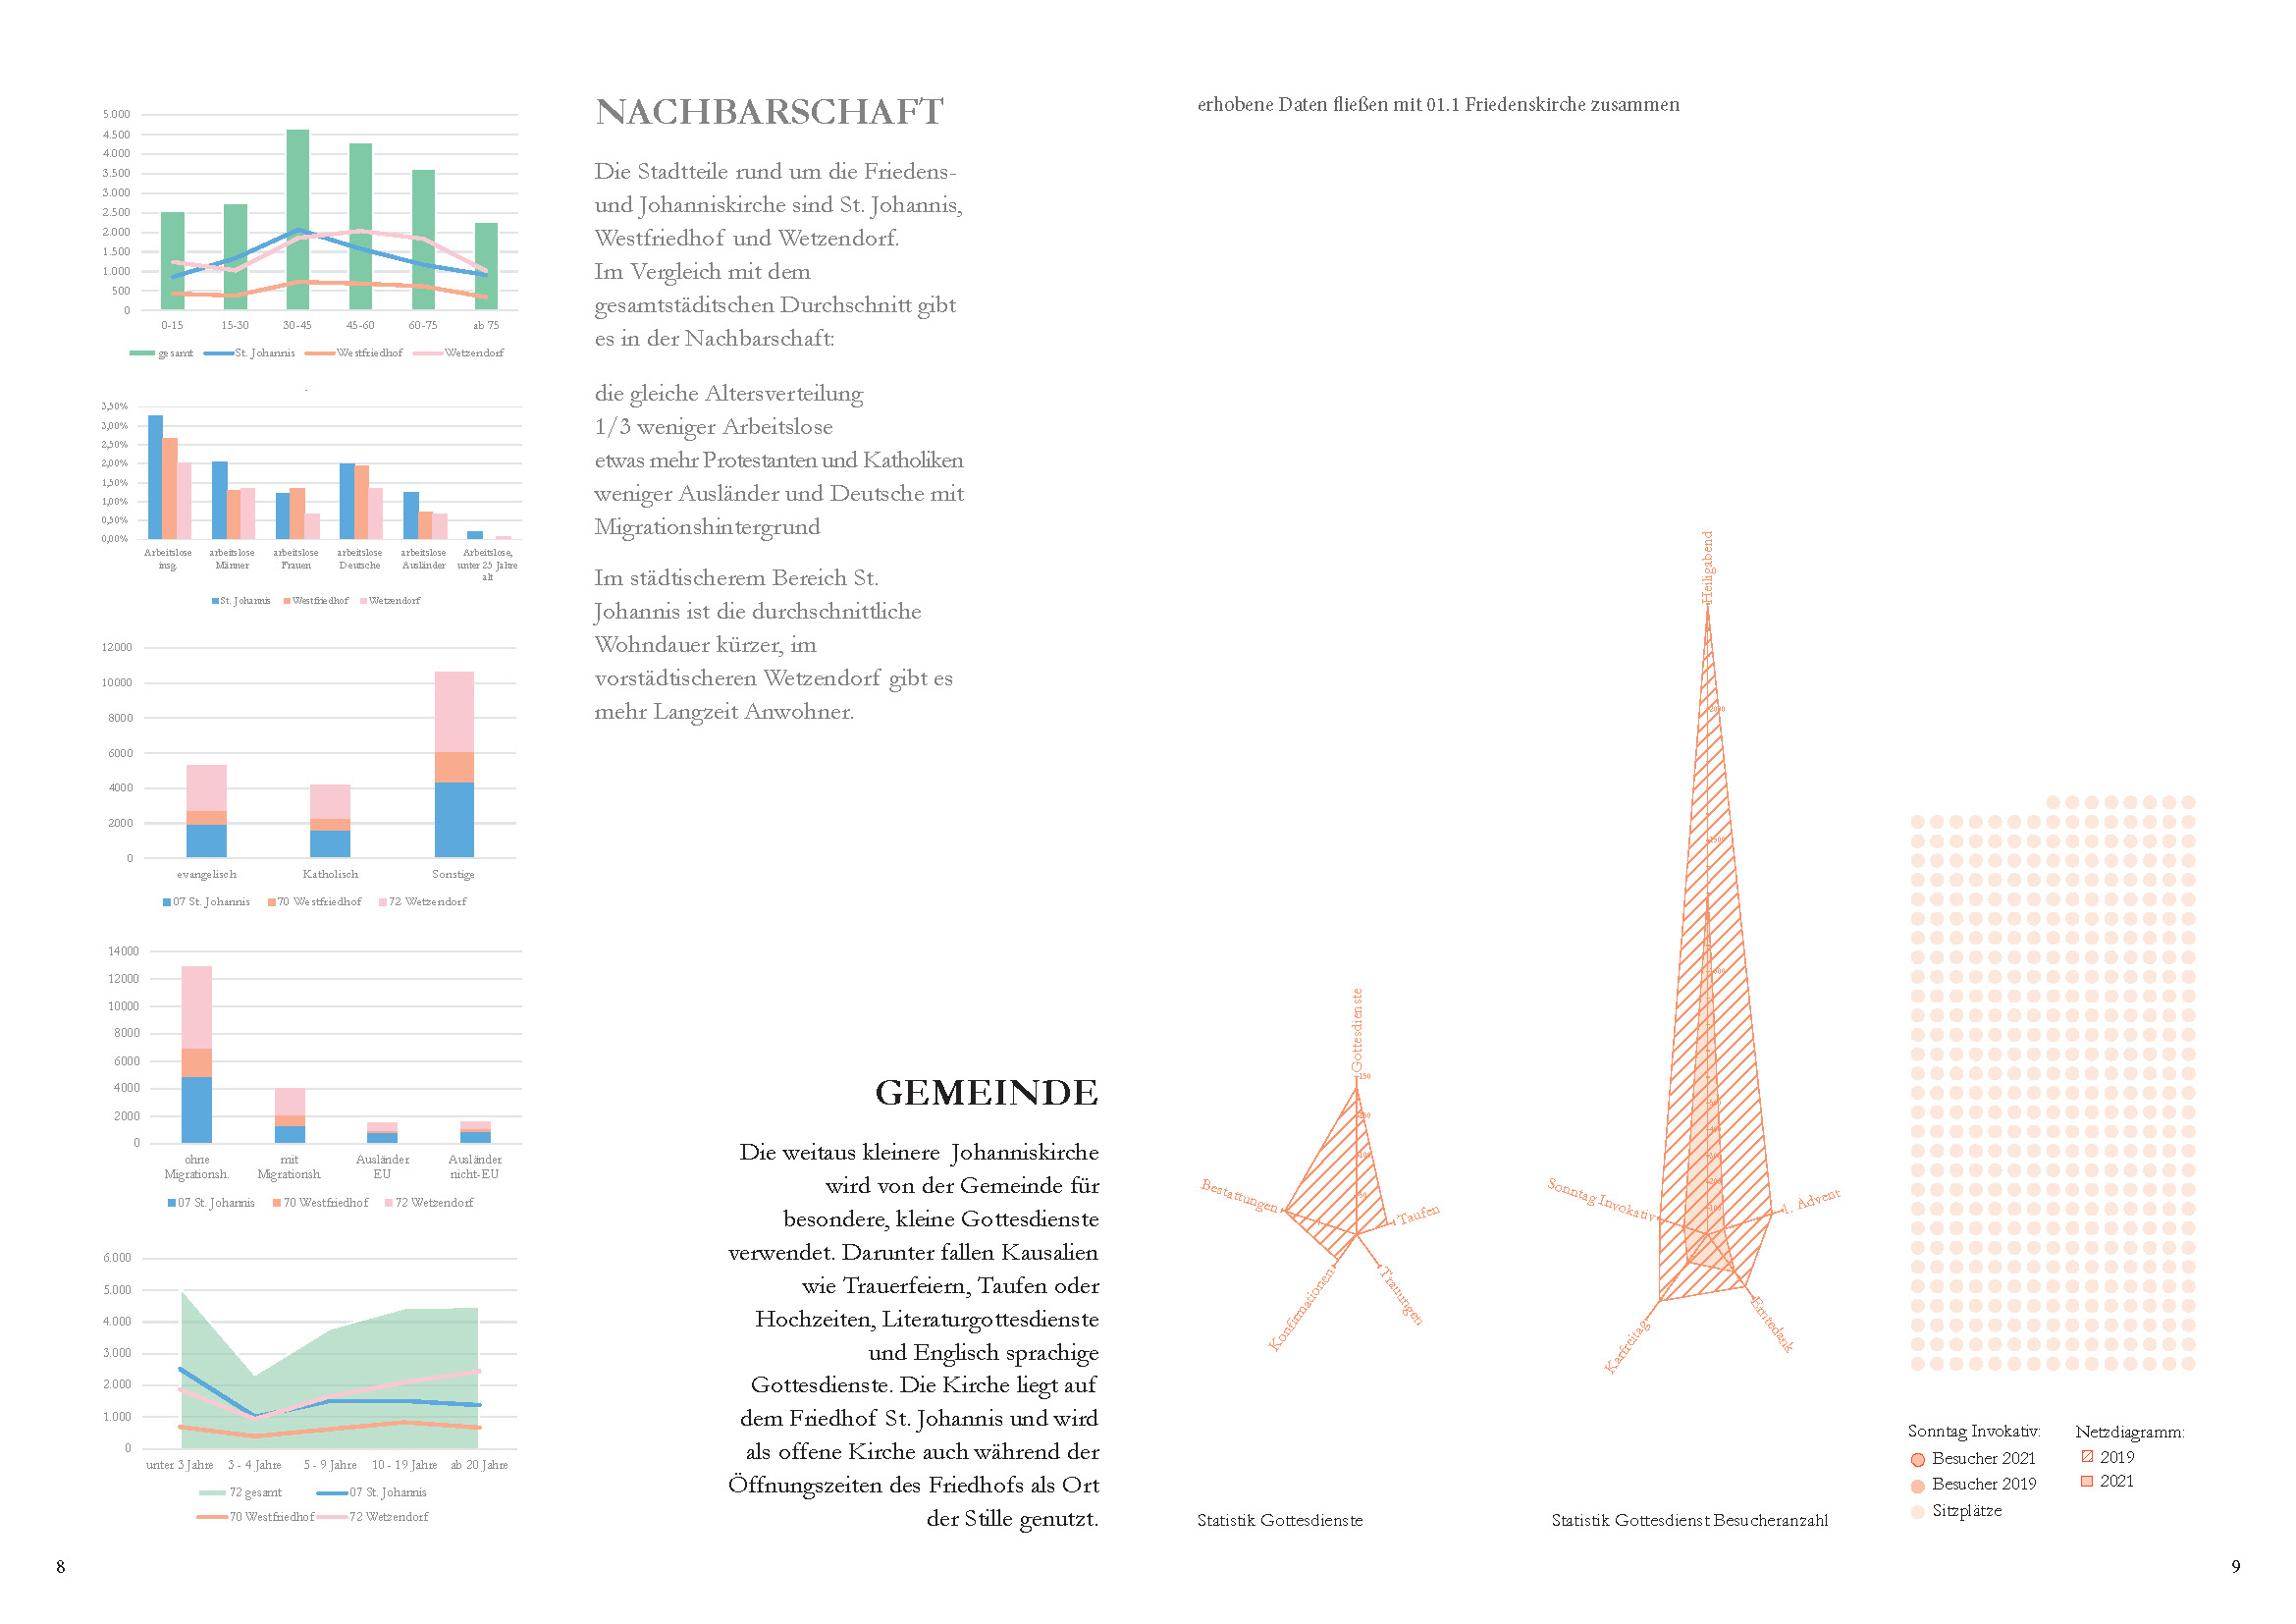 5.000
4.500
4.000
3.500
3.000
2.500
2.000
1.500
1.000
500
0
0-15 15-30 30-45 45-60 60-75 ab 75
gesamt St. Johannis Westfriedhof Wetzendorf
3,50%
3,00%
2,50%
2,00%
1,50%
1,00%
0,50%
0,00%
Arbeitslose insg.
arbeitslose Männer
arbeitslose Frauen
arbeitslose Deutsche
arbeitslose Ausländer
Arbeitslose, unter 25 Jahre alt
St. Johannis Westfriedhof Wetzendorf
12000
10000
8000
6000
4000
2000
0
evangelisch Katholisch Sonstige
07 St. Johannis 70 Westfriedhof 72 Wetzendorf
14000
12000
10000
8000
6000
4000
2000
0
ohne Migrationsh.
mit Migrationsh.
Ausländer EU
Ausländer nicht-EU
07 St. Johannis 70 Westfriedhof 72 Wetzendorf
6.000
5.000
4.000
3.000
2.000
1.000
0
unter 3 Jahre 3 - 4 Jahre 5 - 9 Jahre 10 - 19 Jahre ab 20 Jahre
72 gesamt 07 St. Johannis
70 Westfriedhof 72 Wetzendorf
8
NACHBARSCHAFT
Die Stadtteile rund um die Friedens-
und Johanniskirche sind St. Johannis,
Westfriedhof und Wetzendorf.
Im Vergleich mit dem
gesamtstäditschen Durchschnitt gibt
es in der Nachbarschaft:
die gleiche Altersverteilung
1/3 weniger Arbeitslose
etwas mehr Protestanten und Katholiken
weniger Ausländer und Deutsche mit
Migrationshintergrund
Im städtischerem Bereich St.
Johannis ist die durchschnittliche
Wohndauer kürzer, im
vorstädtischeren Wetzendorf gibt es
mehr Langzeit Anwohner.
GEMEINDE
Die weitaus kleinere Johanniskirche
wird von der Gemeinde für
besondere, kleine Gottesdienste
verwendet. Darunter fallen Kausalien
wie Trauerfeiern, Taufen oder
Hochzeiten, Literaturgottesdienste
und Englisch sprachige
Gottesdienste. Die Kirche liegt auf
dem Friedhof St. Johannis und wird
als offene Kirche auch während der
Öffnungszeiten des Friedhofs als Ort
der Stille genutzt.
erhobene Daten fließen mit 01.1 Friedenskirche zusammen
Gottesdienste
150
100
50
Bestattungen
Taufen
Konfirmationen
Trauungen
Statistik Gottesdienste
Heiligabend
2000
1500
1000
500
400
300
200
100
Sonntag Invokativ
1. Advent
Karfreitag
Erntedank
Statistik Gottesdienst Besucheranzahl
Sonntag Invokativ:
Besucher 2021
Besucher 2019
Sitzplätze
Netzdiagramm:
2019
2021
9